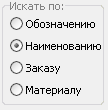 Искать по:
Обозначению
Наименованию
Заказу
Материалу